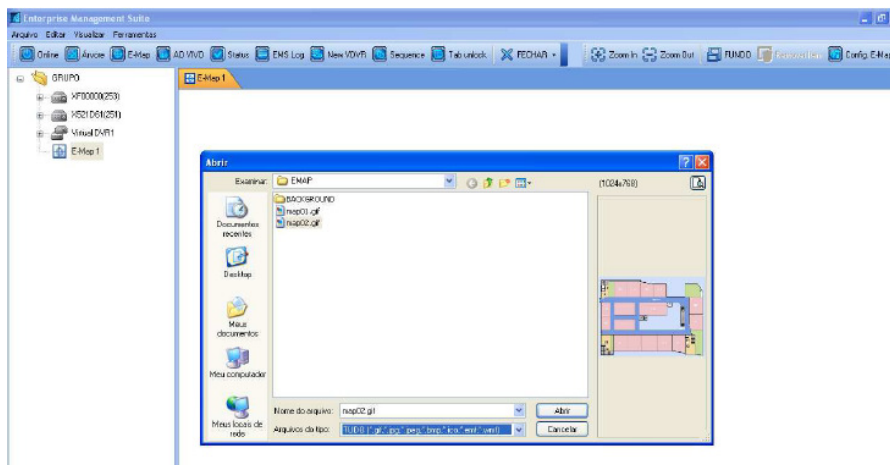 Enterprise Management Suite
Arquivo Editar Visualizar Ferramentas
Online Árvore E-Map AO VIVO Status EMS Log New VDVR Sequence Tab unlock FECHAR Zoom In Zoom Out FUNDO Config. E-Map
GRUPO
XF00000(253)
Virtual DVR1
E-Map 1
E-Map 1
Abrir
Examinar: EMAP
(1024x768)
BACKGROUND
map01.gif
map02.gif
Documentos
recentes
Desktop
Meus
documentos
Meu computador
Meus locais de
rede
Nome do arquivo: map02.gif
Abrir
Arquivos do tipo:
Cancelar